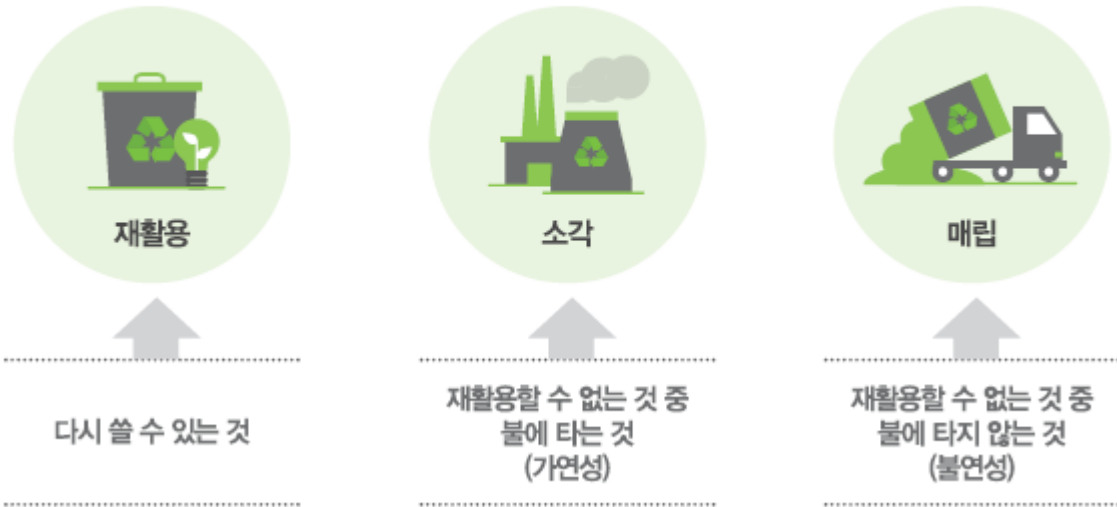 재활용
소각
매립
다시 쓸 수 있는 것
재활용할 수 없는 것 중
불에 타는 것
(가연성)
재활용할 수 없는 것 중
불에 타지 않는 것
(불연성)